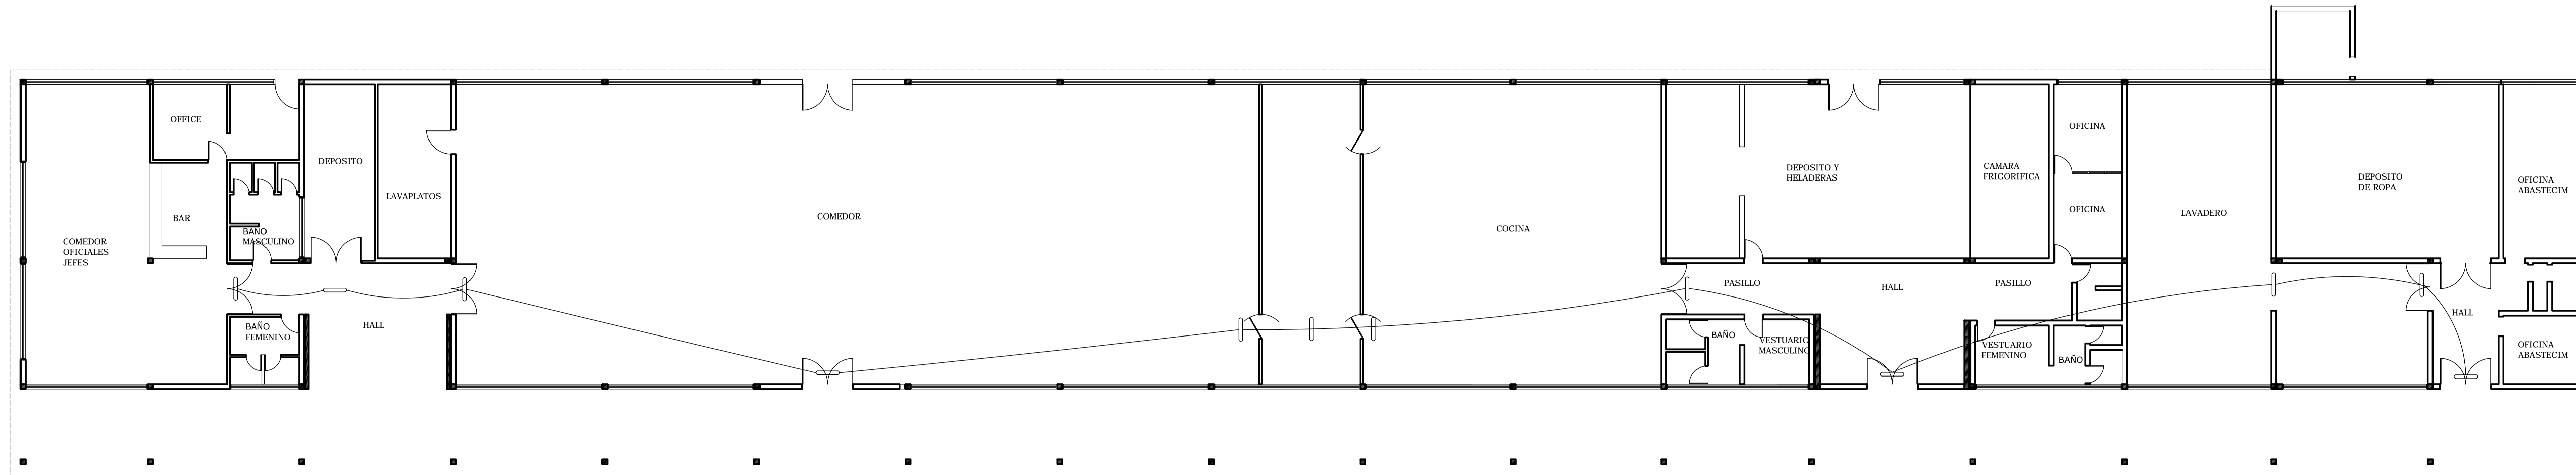 COMEDOR
OFICIALES
JEFES
OFFICE
BAR
BAÑO
MASCULINO
BAÑO
FEMENINO
DEPOSITO
LAVAPLATOS
HALL
COMEDOR
COCINA
DEPOSITO Y
HELADERAS
PASILLO
BAÑO
VESTUARIO
MASCULINO
HALL
CAMARA
FRIGORIFICA
PASILLO
VESTUARIO
FEMENINO
BAÑO
OFICINA
OFICINA
LAVADERO
DEPOSITO
DE ROPA
HALL
OFICINA
ABASTECIM
OFICINA
ABASTECIM